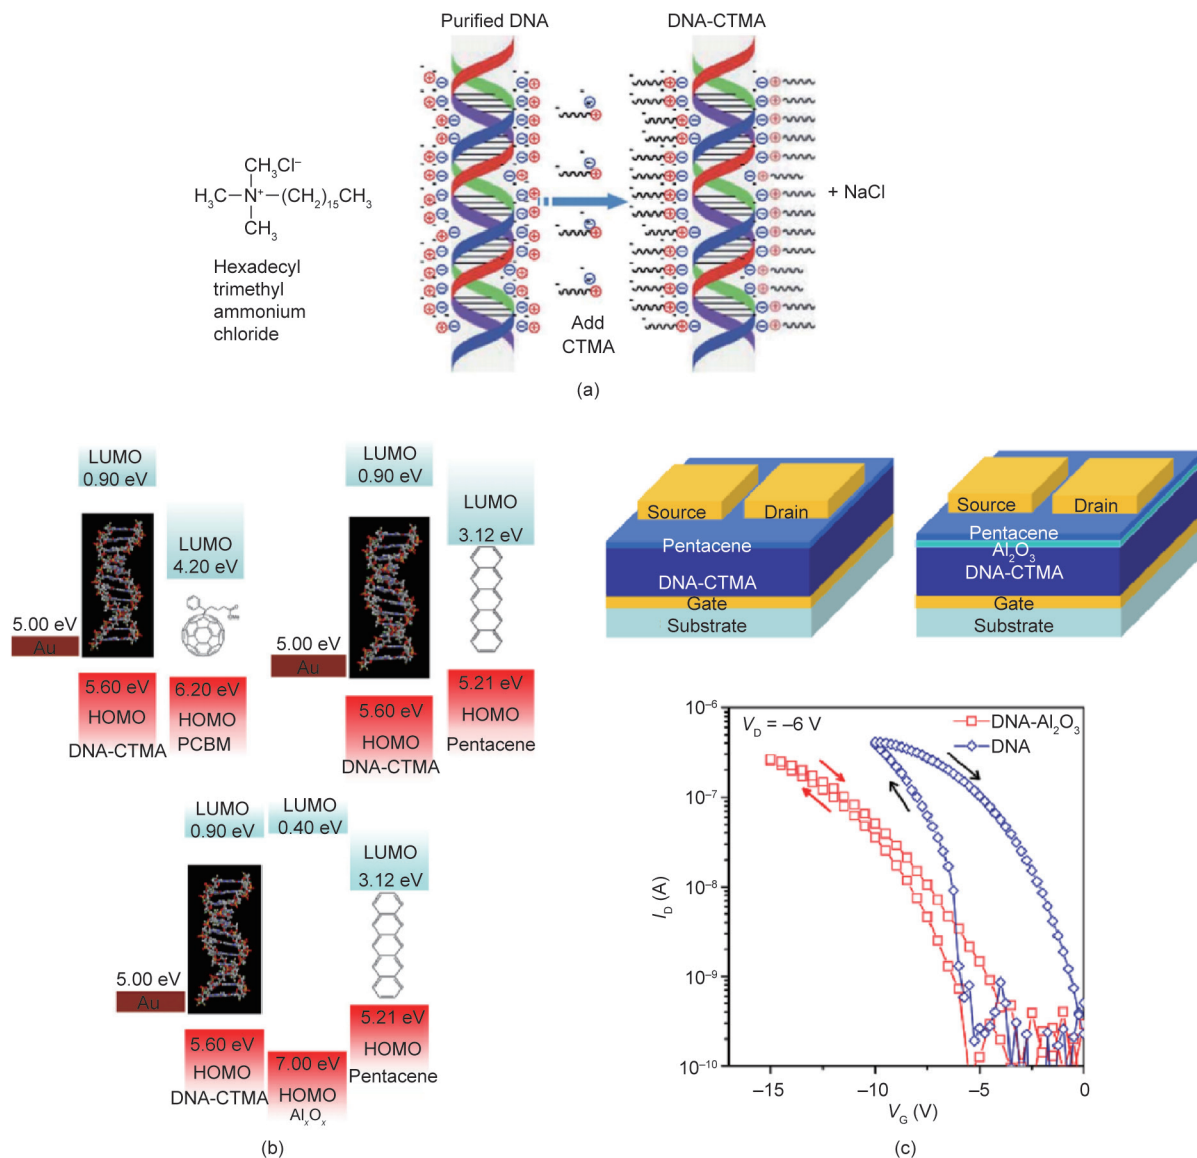 Purified DNA
DNA-CTMA
CH₃Cl⁻
H₃C—N⁺—(CH₂)₁₅CH₃
CH₃
Hexadecyl
trimethyl
ammonium
chloride
Add
CTMA
+ NaCl
(a)
LUMO
0.90 eV
LUMO
4.20 eV
5.00 eV
Au
5.60 eV
HOMO
DNA-CTMA
6.20 eV
HOMO
PCBM
LUMO
0.90 eV
LUMO
3.12 eV
5.00 eV
Au
5.60 eV
HOMO
DNA-CTMA
5.21 eV
HOMO
Pentacene
LUMO
0.90 eV
LUMO
0.40 eV
LUMO
3.12 eV
5.00 eV
Au
5.60 eV
HOMO
DNA-CTMA
7.00 eV
HOMO
AlₓOₓ
5.21 eV
HOMO
Pentacene
(b)
Source
Drain
Pentacene
DNA-CTMA
Gate
Substrate
Source
Drain
Pentacene
Al₂O₃
DNA-CTMA
Gate
Substrate
V_D = –6 V
DNA-Al₂O₃
DNA
10⁻⁶
10⁻⁷
10⁻⁸
10⁻⁹
10⁻¹⁰
I_D (A)
–15
–10
–5
0
V_G (V)
(c)